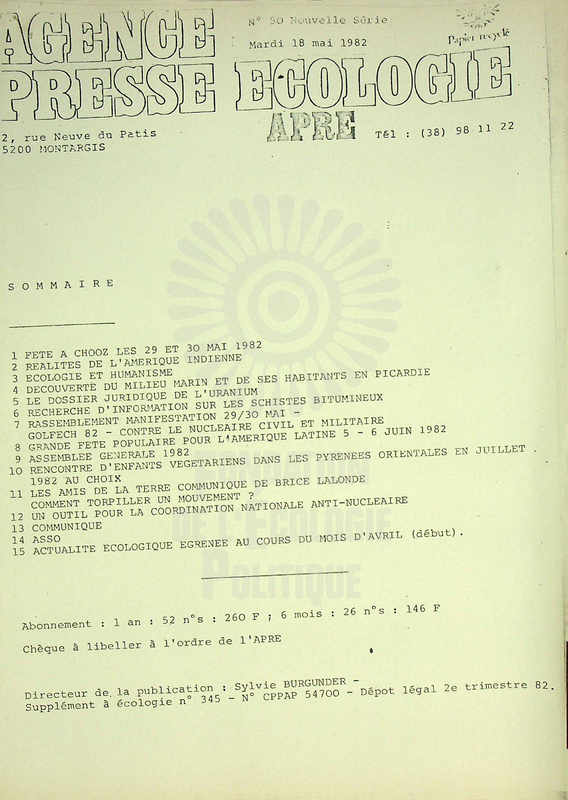 N° 50 Nouvelle Série
Mardi 18 mai 1982
Papier recyclé
AGENCE
PRESSE ECOLOGIE
APRE
2, rue Neuve du Patis
5200 MONTARGIS
Tél : (38) 98 11 22
S O M M A I R E
1 FETE A CHOOZ LES 29 ET 30 MAI 1982
2 REALITES DE L'AMERIQUE INDIENNE
3 ECOLOGIE ET HUMANISME
4 DECOUVERTE DU MILIEU MARIN ET DE SES HABITANTS EN PICARDIE
5 LE DOSSIER JURIDIQUE DE L'URANIUM
6 RECHERCHE D'INFORMATION SUR LES SCHISTES BITUMINEUX
7 RASSEMBLEMENT MANIFESTATION 29/30 MAI -
GOLFECH 82 - CONTRE LE NUCLEAIRE CIVIL ET MILITAIRE
8 GRANDE FETE POPULAIRE POUR L'AMERIQUE LATINE 5 - 6 JUIN 1982
9 ASSEMBLEE GENERALE 1982
10 RENCONTRE D'ENFANTS VEGETARIENS DANS LES PYRENEES ORIENTALES EN JUILLET .
1982 AU CHOIX
11 LES AMIS DE LA TERRE COMMUNIQUE DE BRICE LALONDE
COMMENT TORPILLER UN MOUVEMENT ?
12 UN OUTIL POUR LA COORDINATION NATIONALE ANTI-NUCLEAIRE
13 COMMUNIQUE
14 ASSO
15 ACTUALITE ECOLOGIQUE EGRENEE AU COURS DU MOIS D'AVRIL (début).
DE L'ÉCOLOGIE
POLITIQUE
Abonnement : 1 an : 52 n°s : 260 F ; 6 mois : 26 n°s : 146 F
Chèque à libeller à l'ordre de l'APRE
Directeur de la publication : Sylvie BURGUNDER -
Supplément à écologie n° 345 - N° CPPAP 54700 - Dépot légal 2e trimestre 82.